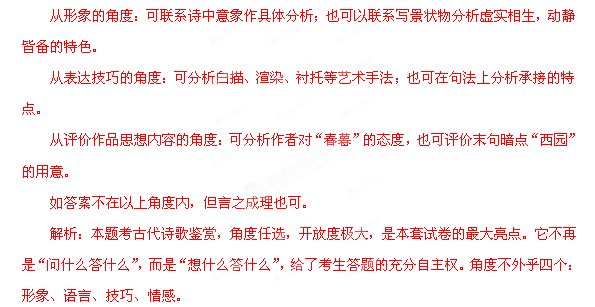 从形象的角度：可联系诗中意象作具体分析；也可以联系写景状物分析虚实相生，动静
皆备的特色。
从表达技巧的角度：可分析白描、渲染、衬托等艺术手法；也可在句法上分析承接的特
点。
从评价作品思想内容的角度：可分析作者对“春暮”的态度，也可评价末句暗点“西园”
的用意。
如答案不在以上角度内，但言之成理也可。
解析：本题考古代诗歌鉴赏，角度任选，开放度极大，是本套试卷的最大亮点。它不再
是“问什么答什么”，而是“想什么答什么”，给了考生答题的充分自主权。角度不外乎四个：
形象、语言、技巧、情感。